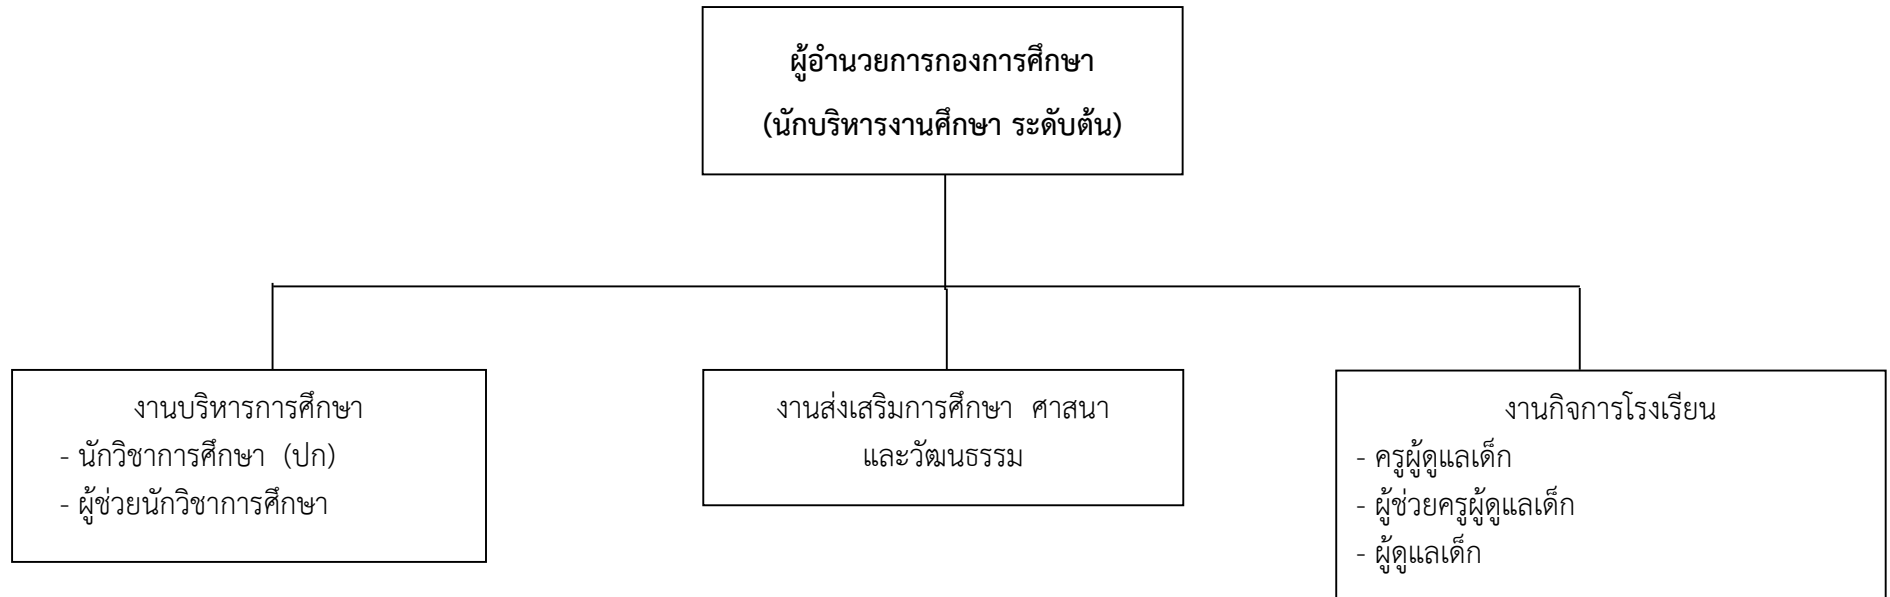 ผู้อำนวยการกองการศึกษา
(นักบริหารงานศึกษา ระดับต้น)
งานบริหารการศึกษา
- นักวิชาการศึกษา (ปก)
- ผู้ช่วยนักวิชาการศึกษา
งานส่งเสริมการศึกษา ศาสนา
และวัฒนธรรม
งานกิจการโรงเรียน
- ครูผู้ดูแลเด็ก
- ผู้ช่วยครูผู้ดูแลเด็ก
- ผู้ดูแลเด็ก